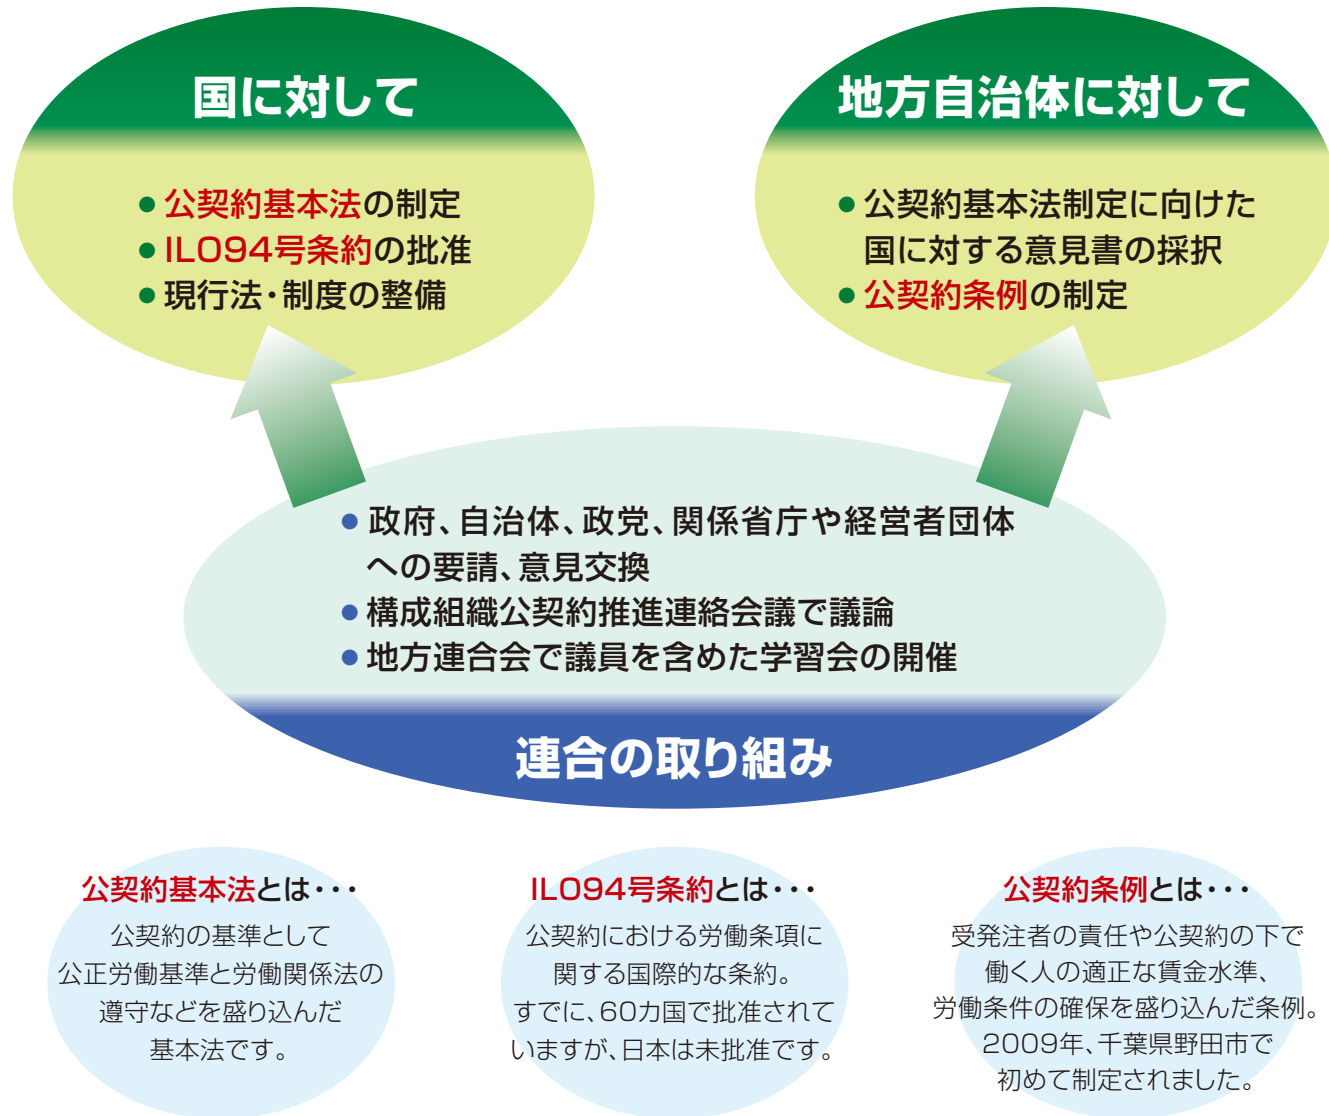 国に対して
● 公契約基本法の制定
● ILO94号条約の批准
● 現行法・制度の整備
地方自治体に対して
● 公契約基本法制定に向けた
国に対する意見書の採択
● 公契約条例の制定
● 政府、自治体、政党、関係省庁や経営者団体
への要請、意見交換
● 構成組織公契約推進連絡会議で議論
● 地方連合会で議員を含めた学習会の開催
連合の取り組み
公契約基本法とは・・・
公契約の基準として
公正労働基準と労働関係法の
遵守などを盛り込んだ
基本法です。
ILO94号条約とは・・・
公契約における労働条項に
関する国際的な条約。
すでに、60カ国で批准されて
いますが、日本は未批准です。
公契約条例とは・・・
受発注者の責任や公契約の下で
働く人の適正な賃金水準、
労働条件の確保を盛り込んだ条例。
2009年、千葉県野田市で
初めて制定されました。